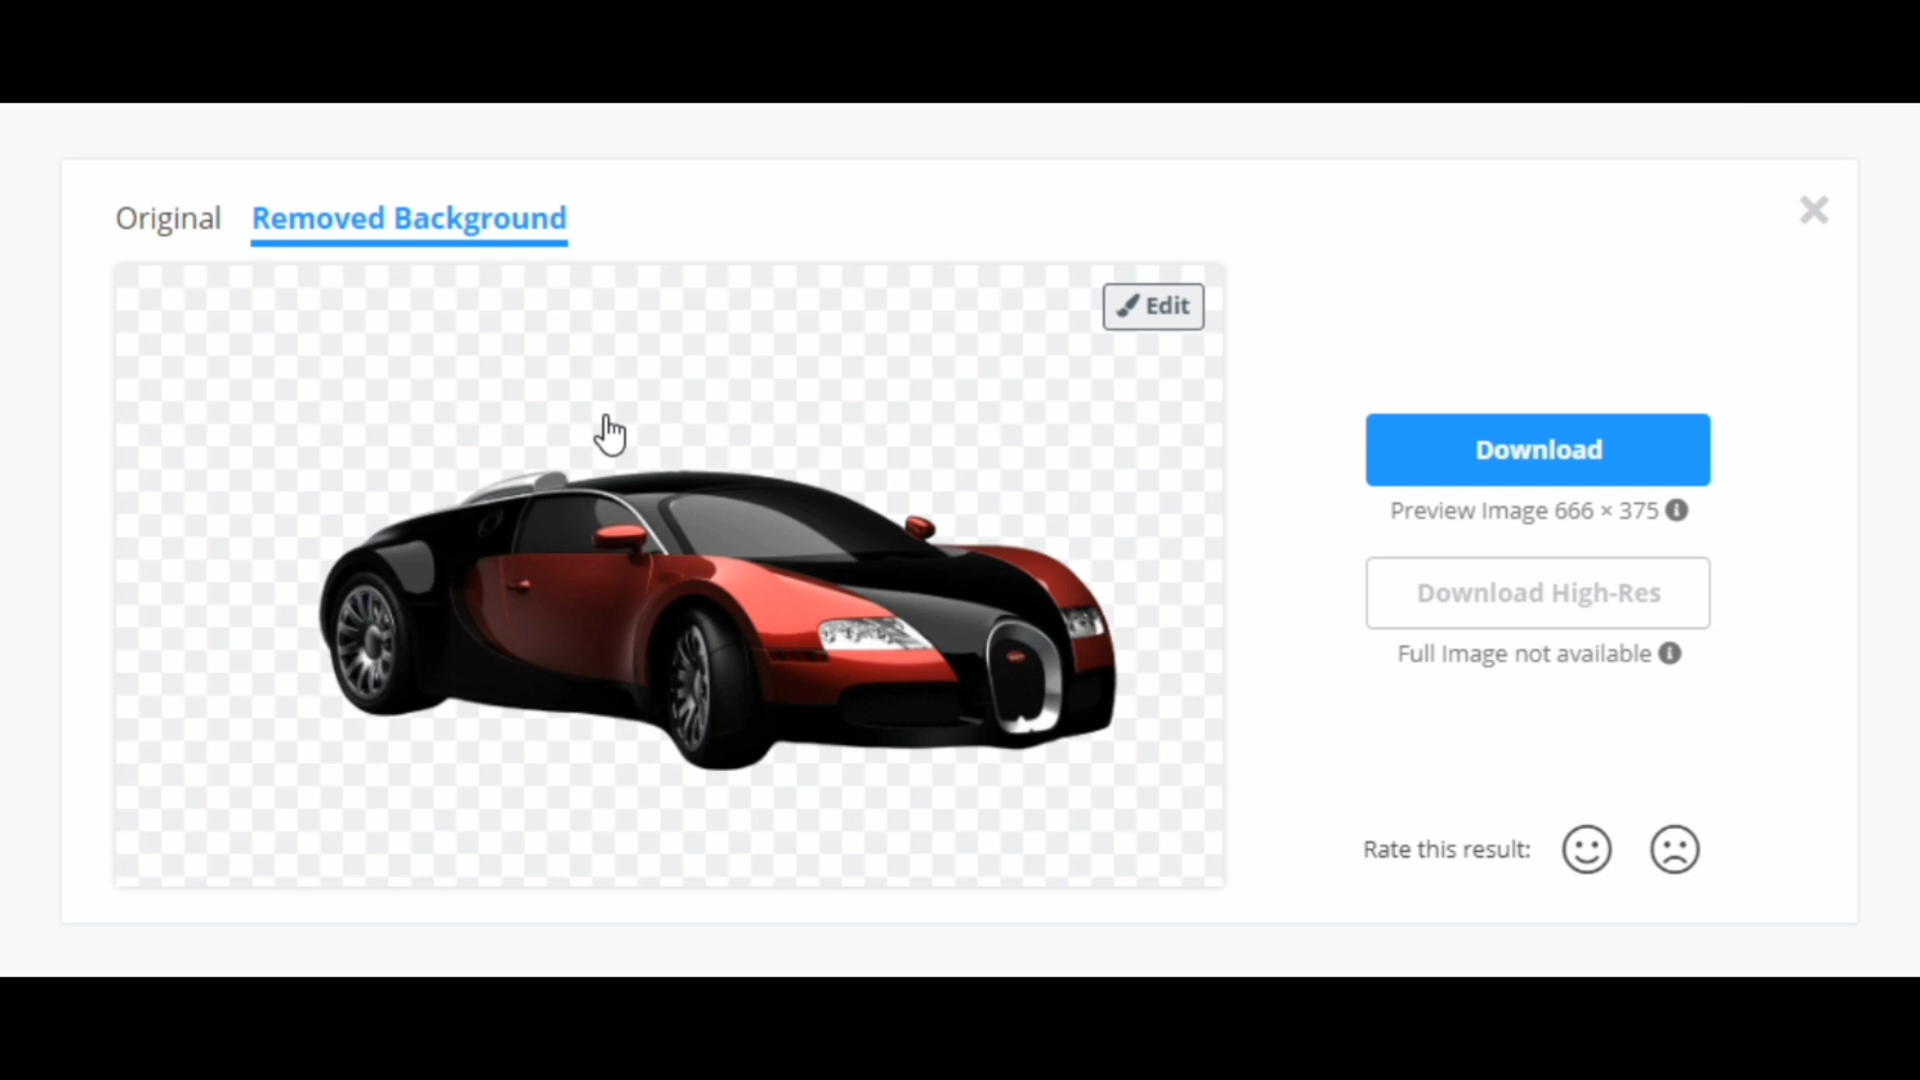 Original Removed Background
Edit
Download
Preview Image 666 × 375
Download High-Res
Full Image not available
Rate this result: